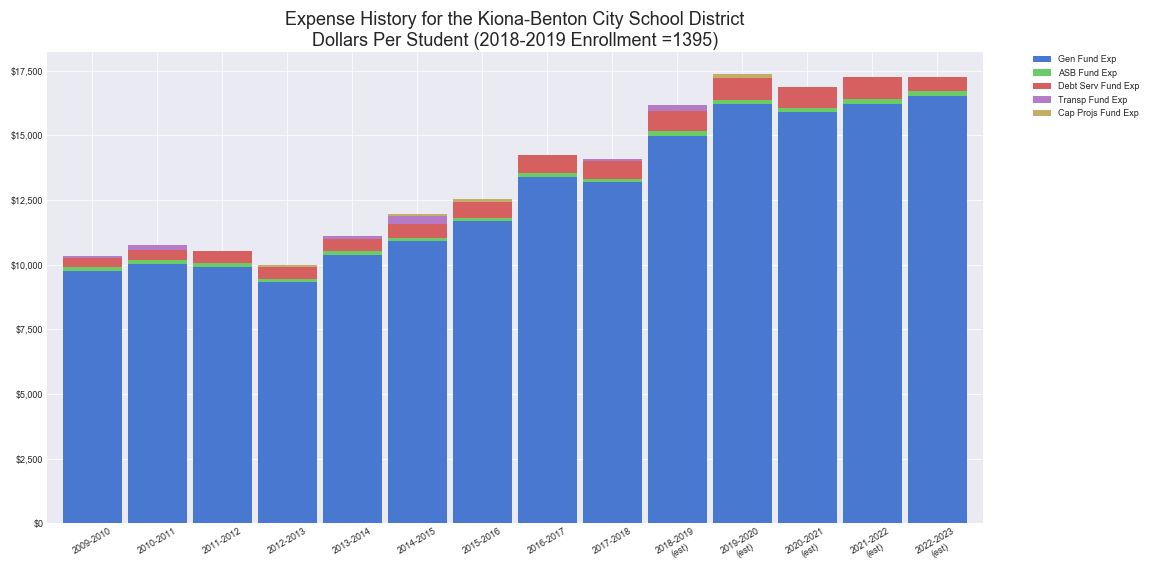 Expense History for the Kiona-Benton City School District
Dollars Per Student (2018-2019 Enrollment =1395)
$17,500
$15,000
$12,500
$10,000
$7,500
$5,000
$2,500
$0
2009-2010
2010-2011
2011-2012
2012-2013
2013-2014
2014-2015
2015-2016
2016-2017
2017-2018
2018-2019
(est)
2019-2020
(est)
2020-2021
(est)
2021-2022
(est)
2022-2023
(est)
Gen Fund Exp
ASB Fund Exp
Debt Serv Fund Exp
Transp Fund Exp
Cap Projs Fund Exp